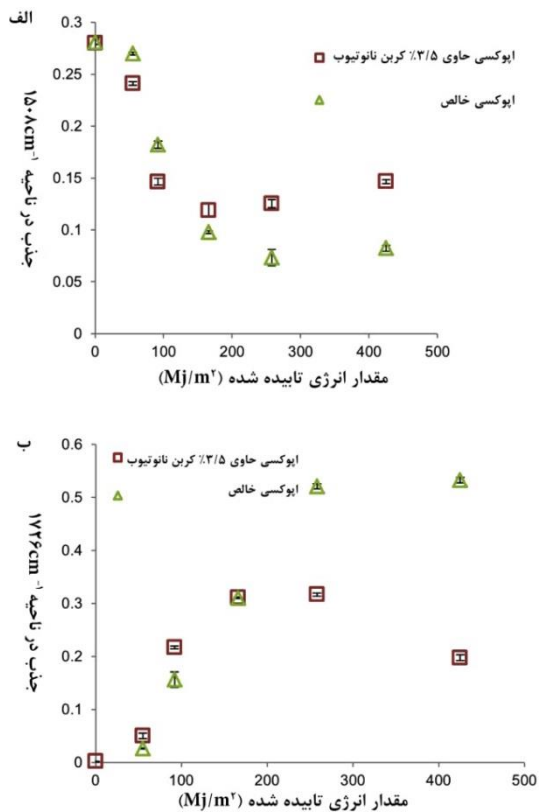 الف
اپوکسی حاوی ۳/۵٪ کربن نانوتیوب
اپوکسی خالص
جذب در ناحیه ۱۵۰۸cm⁻¹
0.3
0.25
0.2
0.15
0.1
0.05
0
0 100 200 300 400 500
مقدار انرژی تابیده شده (Mj/m²)
ب
اپوکسی حاوی ۳/۵٪ کربن نانوتیوب
اپوکسی خالص
جذب در ناحیه ۱۷۲۶cm⁻¹
0.6
0.5
0.4
0.3
0.2
0.1
0
0 100 200 300 400 500
مقدار انرژی تابیده شده (Mj/m²)